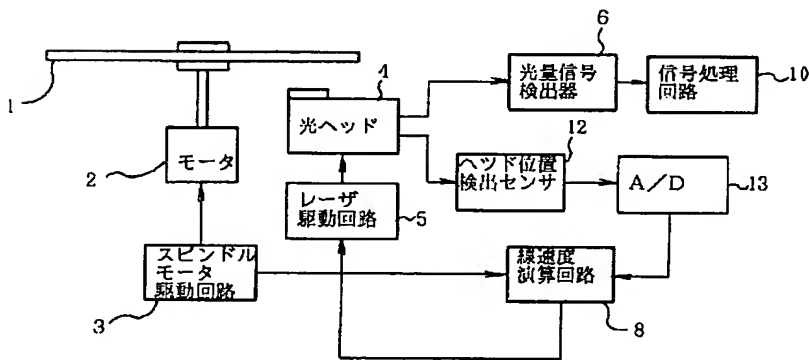 6
光量信号
検出器
信号処理
回路
10
1
4
光ヘッド
12
ヘッド位置
検出センサ
A/D
13
モータ
2
レーザ
駆動回路
5
スピンドル
モータ
駆動回路
3
線速度
演算回路
8